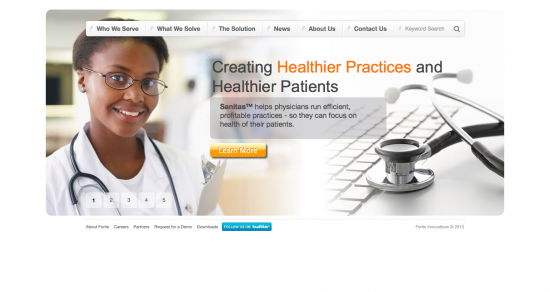 Who We Serve
What We Solve
The Solution
News
About Us
Contact Us
Keyword Search
Creating Healthier Practices and
Healthier Patients
Sanitas™ helps physicians run efficient,
profitable practices - so they can focus on
health of their patients.
Learn More
1 2 3 4 5
About Fortis Careers Partners Request for a Demo Downloads FOLLOW US ON twitter
Fortis Innovations © 2013